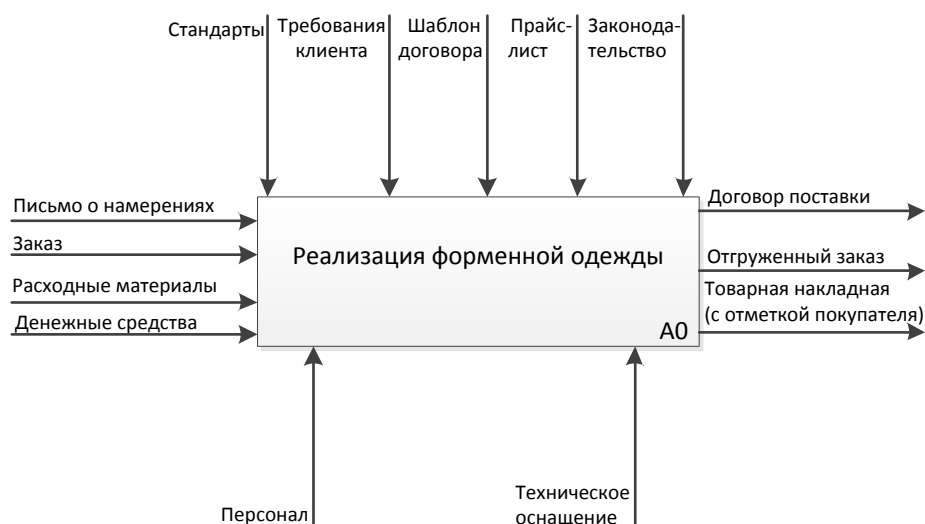 Стандарты
Требования
клиента
Шаблон
договора
Прайс-
лист
Законода-
тельство
Письмо о намерениях
Заказ
Расходные материалы
Денежные средства
Реализация форменной одежды
A0
Договор поставки
Отгруженный заказ
Товарная накладная
(с отметкой покупателя)
Персонал
Техническое
оснащение